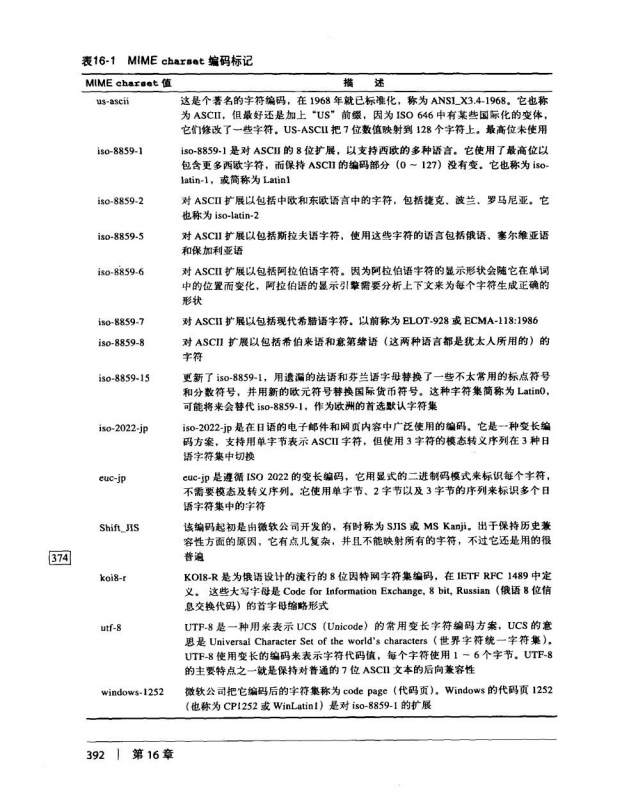 表16-1 MIME charset 编码标记
MIME charset 值 描 述
us-ascii 这是个著名的字符编码，在 1968 年就已标准化，称为 ANSI_X3.4-1968。它也称
为 ASCII，但最好还是加上“US”前缀，因为 ISO 646 中有某些国际化的变体，
它们修改了一些字符。US-ASCII 把 7 位数值映射到 128 个字符上。最高位未使用
iso-8859-1 iso-8859-1 是对 ASCII 的 8 位扩展，以支持西欧的多种语言。它使用了最高位以
包含更多西欧字符，而保持 ASCII 的编码部分（0 ~ 127）没有变。它也称为 iso-
latin-1，或简称为 Latin1
iso-8859-2 对 ASCII 扩展以包括中欧和东欧语言中的字符，包括捷克、波兰、罗马尼亚。它
也称为 iso-latin-2
iso-8859-5 对 ASCII 扩展以包括斯拉夫语字符，使用这些字符的语言包括俄语、塞尔维亚语
和保加利亚语
iso-8859-6 对 ASCII 扩展以包括阿拉伯语字符。因为阿拉伯语字符的显示形状会随它在单词
中的位置而变化，阿拉伯语的显示引擎需要分析上下文来为每个字符生成正确的
形状
iso-8859-7 对 ASCII 扩展以包括现代希腊语字符。以前称为 ELOT-928 或 ECMA-118:1986
iso-8859-8 对 ASCII 扩展以包括希伯来语和意第绪语（这两种语言都是犹太人所用的）的
字符
iso-8859-15 更新了 iso-8859-1，用遗漏的法语和芬兰语字母替换了一些不太常用的标点符号
和分数符号，并用新的欧元符号替换国际货币符号。这种字符集简称为 Latin0，
可能将来会替代 iso-8859-1，作为欧洲的首选默认字符集
iso-2022-jp iso-2022-jp 是在日语的电子邮件和网页内容中广泛使用的编码。它是一种变长编
码方案，支持用单字节表示 ASCII 字符，但使用 3 字符的模态转义序列在 3 种日
语字符集中切换
euc-jp euc-jp 是遵循 ISO 2022 的变长编码，它用显式的二进制码模式来标识每个字符，
不需要模态及转义序列。它使用单字节、2 字节以及 3 字节的序列来标识多个日
语字符集中的字符
Shift_JIS 该编码起初是由微软公司开发的，有时称为 SJIS 或 MS Kanji。出于保持历史兼
容性方面的原因，它有点儿复杂，并且不能映射所有的字符，不过它还是用的很
普遍
374
koi8-r KOI8-R 是为俄语设计的流行的 8 位因特网字符集编码，在 IETF RFC 1489 中定
义。 这些大写字母是 Code for Information Exchange, 8 bit, Russian（俄语 8 位信
息交换代码）的首字母缩略形式
utf-8 UTF-8 是一种用来表示 UCS（Unicode）的常用变长字符编码方案，UCS 的意
思是 Universal Character Set of the world's characters（世界字符统一字符集）。
UTF-8 使用变长的编码来表示字符代码值，每个字符使用 1 ~ 6 个字节。UTF-8
的主要特点之一就是保持对普通的 7 位 ASCII 文本的后向兼容性
windows-1252 微软公司把它编码后的字符集称为 code page（代码页）。Windows 的代码页 1252
（也称为 CP1252 或 WinLatin1）是对 iso-8859-1 的扩展
392 | 第 16 章